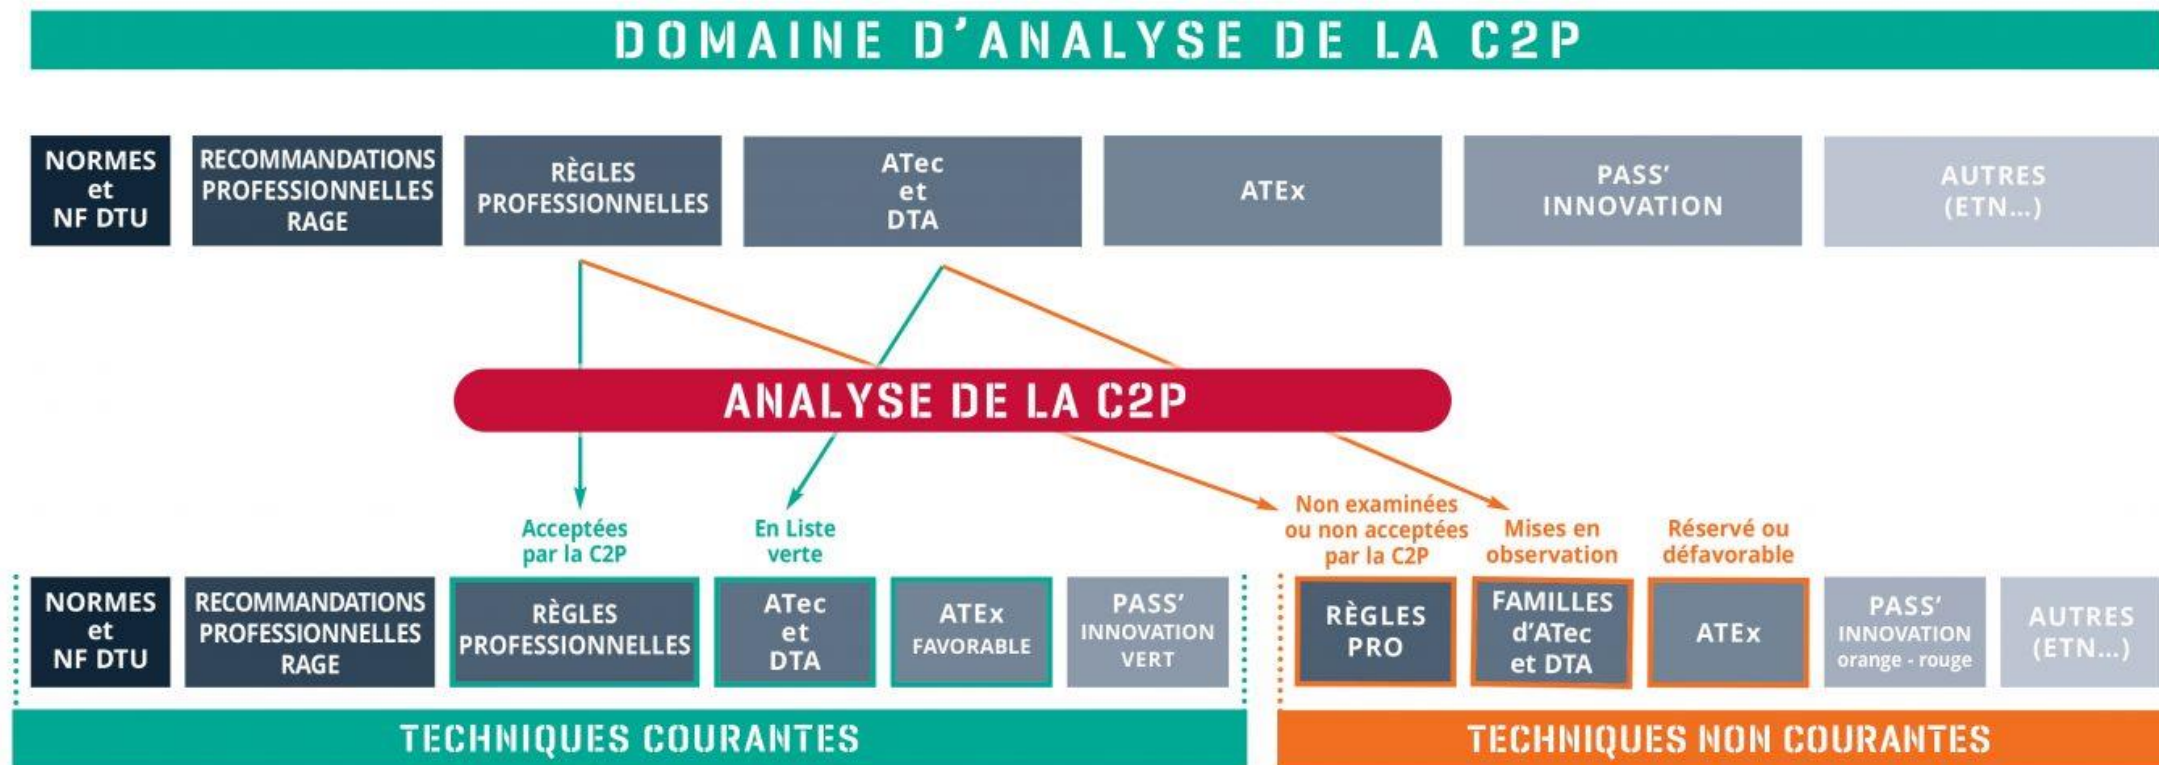 DOMAINE D'ANALYSE DE LA C2P
NORMES
et
NF DTU
RECOMMANDATIONS
PROFESSIONNELLES
RAGE
RÈGLES
PROFESSIONNELLES
ATec
et
DTA
ATEx
PASS'
INNOVATION
AUTRES
(ETN...)
ANALYSE DE LA C2P
Acceptées
par la C2P
En Liste
verte
Non examinées
ou non acceptées
par la C2P
Mises en
observation
Réservé ou
défavorable
NORMES
et
NF DTU
RECOMMANDATIONS
PROFESSIONNELLES
RAGE
RÈGLES
PROFESSIONNELLES
ATec
et
DTA
ATEx
FAVORABLE
PASS'
INNOVATION
VERT
RÈGLES
PRO
FAMILLES
d'ATec
et DTA
ATEx
PASS'
INNOVATION
orange - rouge
AUTRES
(ETN...)
TECHNIQUES COURANTES
TECHNIQUES NON COURANTES